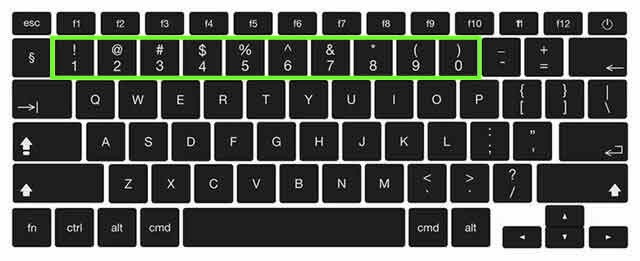 esc f1 f2 f3 f4 f5 f6 f7 f8 f9 f10 f1 f12
! @ # $ % ^ & * ( ) _ +
§ 1 2 3 4 5 6 7 8 9 0 - =
Q W E R T Y U I O P { } |
[ ] \
A S D F G H J K L : "
; '
Z X C V B N M < > ?
, . /
fn ctrl alt cmd cmd alt